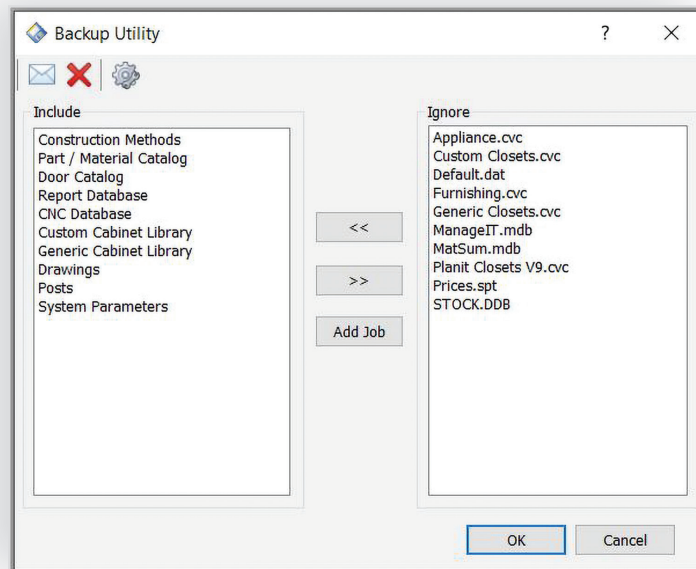 Backup Utility
?
Include
Construction Methods
Part / Material Catalog
Door Catalog
Report Database
CNC Database
Custom Cabinet Library
Generic Cabinet Library
Drawings
Posts
System Parameters
<<
>>
Add Job
Ignore
Appliance.cvc
Custom Closets.cvc
Default.dat
Furnishing.cvc
Generic Closets.cvc
ManageIT.mdb
MatSum.mdb
Planit Closets V9.cvc
Prices.spt
STOCK.DDB
OK
Cancel